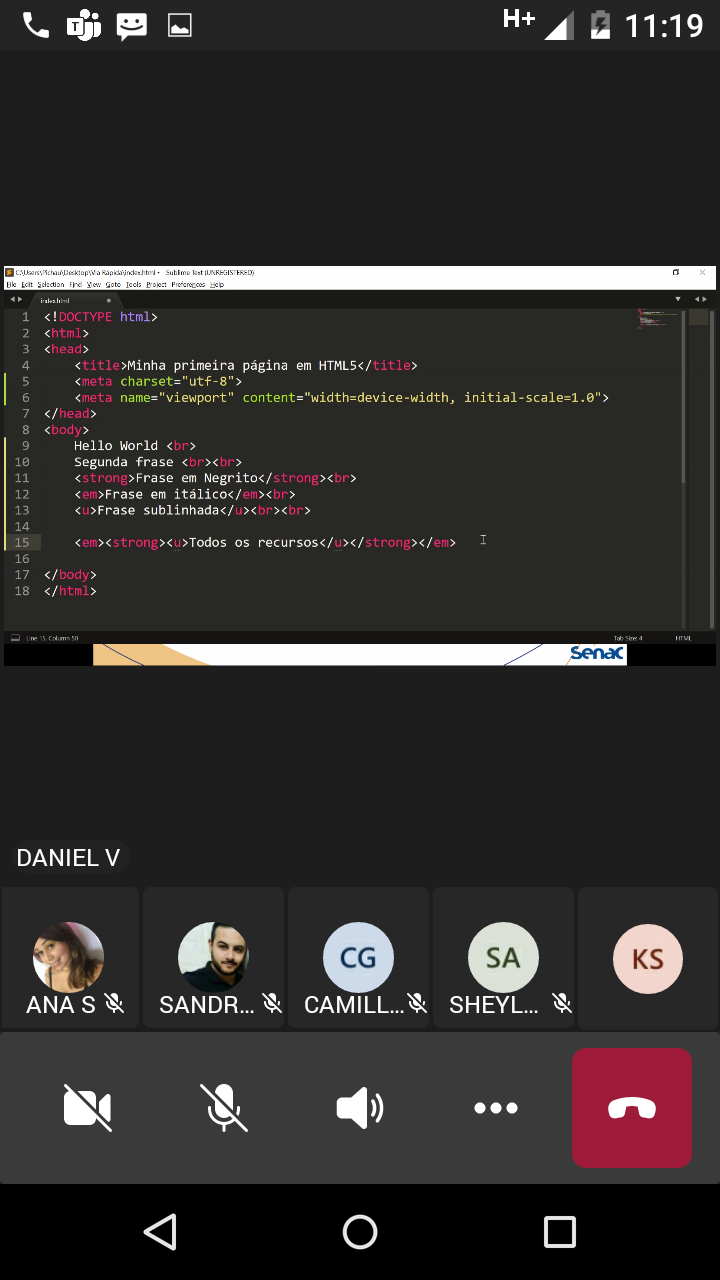 H+ 11:19
C:\Users\Pichau\Desktop\Via Rápida\index.html • - Sublime Text (UNREGISTERED)
File Edit Selection Find View Goto Tools Project Preferences Help
index.html
1 <!DOCTYPE html>
2 <html>
3 <head>
4 <title>Minha primeira página em HTML5</title>
5 <meta charset="utf-8">
6 <meta name="viewport" content="width=device-width, initial-scale=1.0">
7 </head>
8 <body>
9 Hello World <br>
10 Segunda frase <br><br>
11 <strong>Frase em Negrito</strong><br>
12 <em>Frase em itálico</em><br>
13 <u>Frase sublinhada</u><br><br>
14
15 <em><strong><u>Todos os recursos</u></strong></em>
16
17 </body>
18 </html>
Line 15, Column 50 Tab Size: 4 HTML
Senac
DANIEL V
CG SA KS
ANA S SANDR... CAMILL... SHEYL...